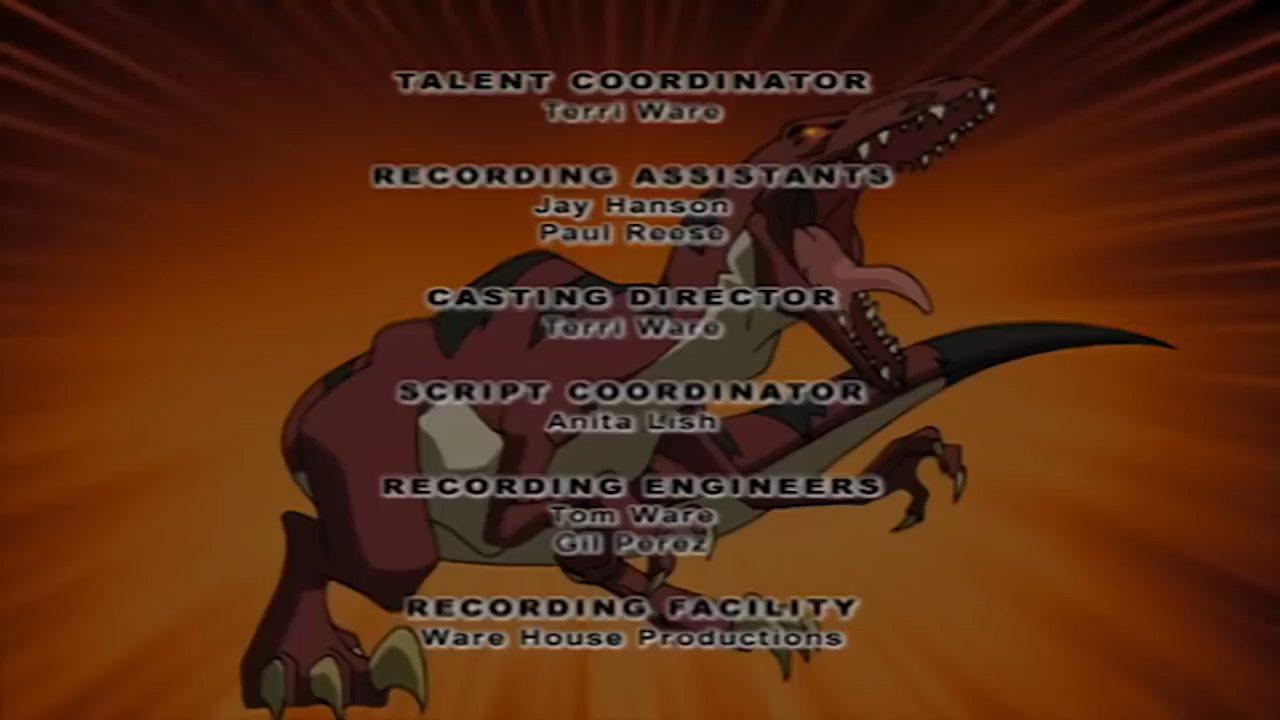 TALENT COORDINATOR
Terri Ware
RECORDING ASSISTANTS
Jay Hanson
Paul Reese
CASTING DIRECTOR
Terri Ware
SCRIPT COORDINATOR
Anita Lish
RECORDING ENGINEERS
Tom Ware
Gil Perez
RECORDING FACILITY
Ware House Productions